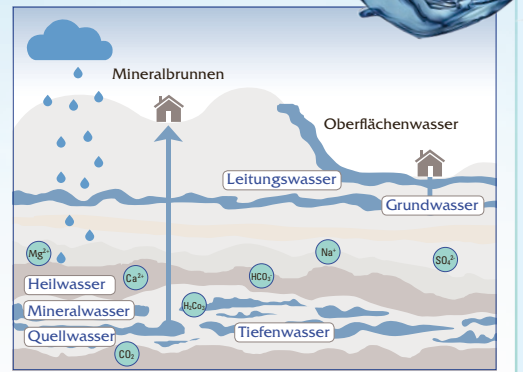 Mineralbrunnen
Oberflächenwasser
Leitungswasser
Grundwasser
Mg²⁺
Na⁺
SO₄²⁻
Ca²⁺
HCO₃⁻
Heilwasser
H₂Co₃
Mineralwasser
Quellwasser
Tiefenwasser
CO₂